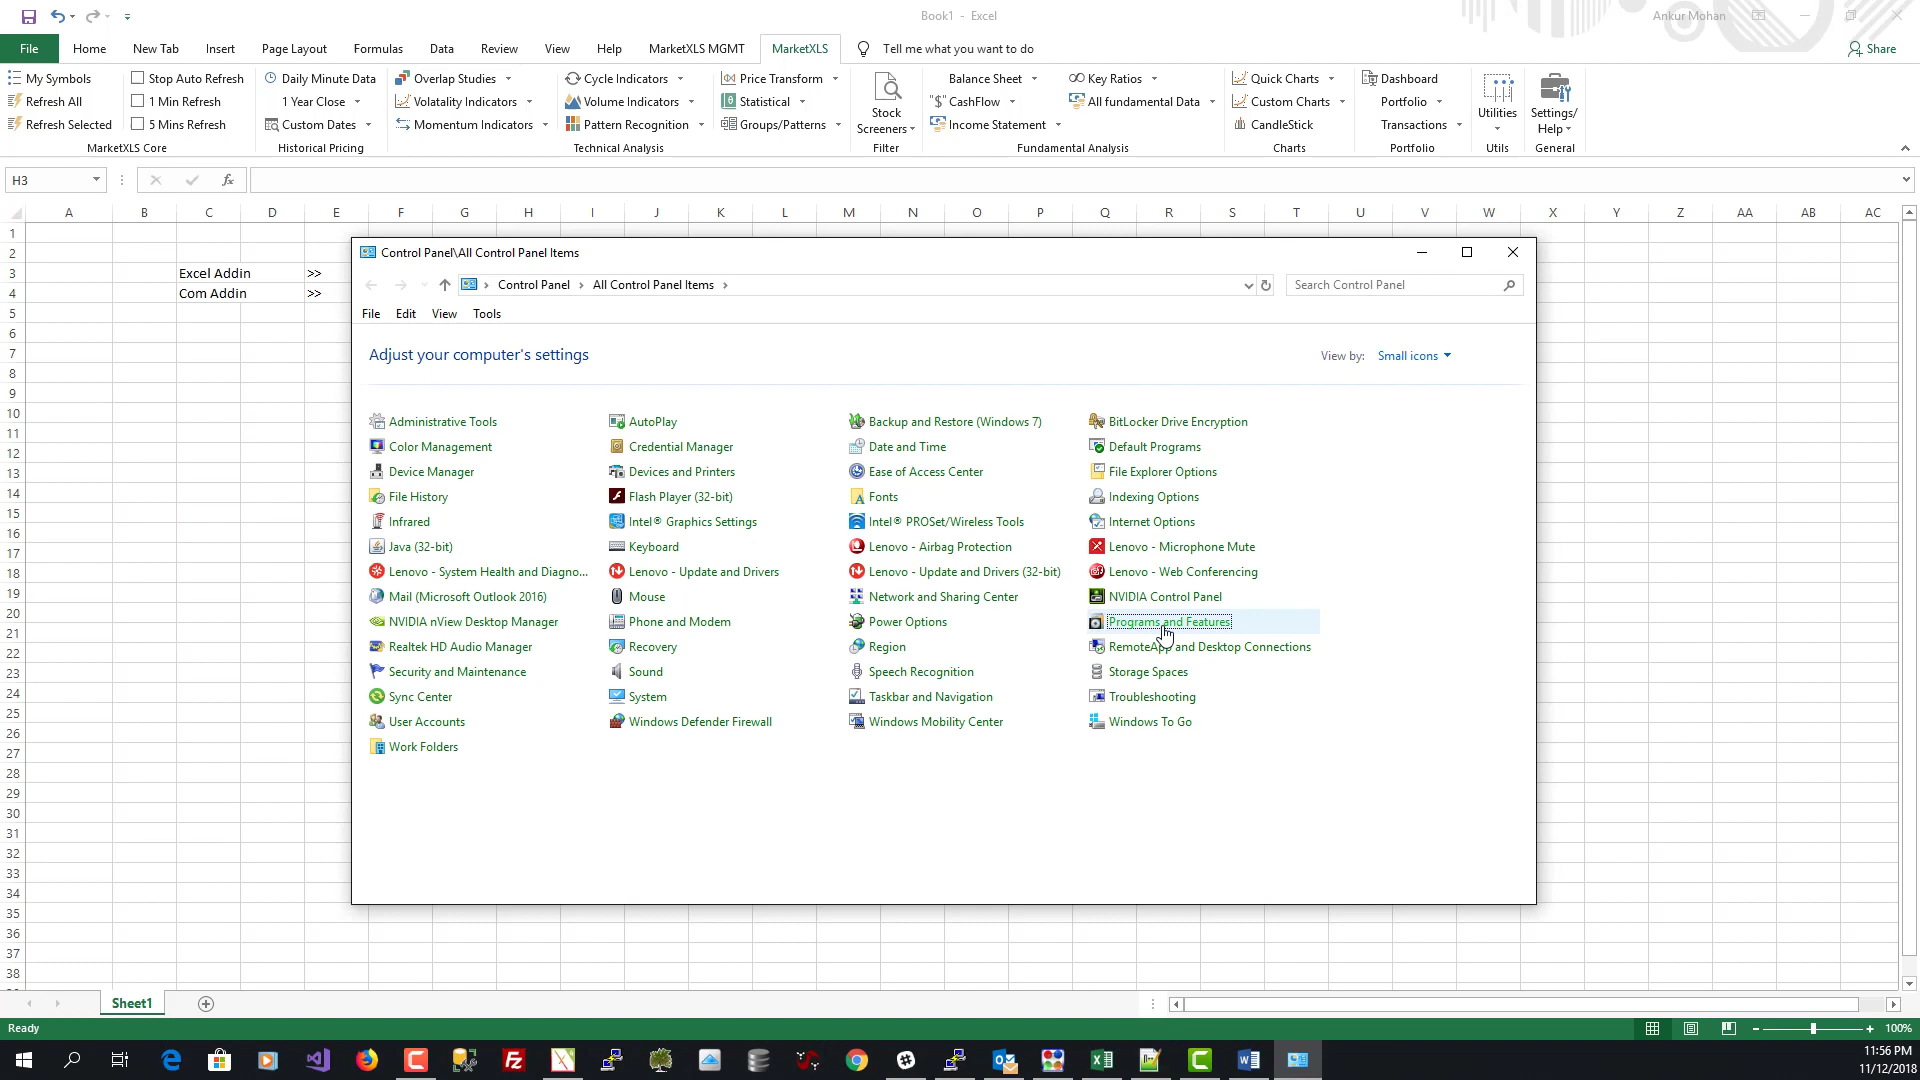 Book1 - Excel
Ankur Mohan
File Home New Tab Insert Page Layout Formulas Data Review View Help MarketXLS MGMT MarketXLS Tell me what you want to do Share
My Symbols Stop Auto Refresh Daily Minute Data Overlap Studies Cycle Indicators Price Transform Balance Sheet Key Ratios Quick Charts Dashboard
Refresh All 1 Min Refresh 1 Year Close Volatality Indicators Volume Indicators Statistical "$" CashFlow All fundamental Data Custom Charts Portfolio
Refresh Selected 5 Mins Refresh Custom Dates Momentum Indicators Pattern Recognition Groups/Patterns Income Statement CandleStick Transactions
Stock Screeners
Utilities
Settings/ Help
MarketXLS Core Historical Pricing Technical Analysis Filter Fundamental Analysis Charts Portfolio Utils General
H3 fx
A B C D E F G H I J K L M N O P Q R S T U V W X Y Z AA AB AC
1
2
3 Excel Addin >>
4 Com Addin >>
5
6
7
8
9
10
11
12
13
14
15
16
17
18
19
20
21
22
23
24
25
26
27
28
29
30
31
32
33
34
35
36
37
38
Control Panel\All Control Panel Items
Control Panel > All Control Panel Items >
Search Control Panel
File Edit View Tools
Adjust your computer's settings
View by: Small icons
Administrative Tools AutoPlay Backup and Restore (Windows 7) BitLocker Drive Encryption
Color Management Credential Manager Date and Time Default Programs
Device Manager Devices and Printers Ease of Access Center File Explorer Options
File History Flash Player (32-bit) Fonts Indexing Options
Infrared Intel® Graphics Settings Intel® PROSet/Wireless Tools Internet Options
Java (32-bit) Keyboard Lenovo - Airbag Protection Lenovo - Microphone Mute
Lenovo - System Health and Diagno... Lenovo - Update and Drivers Lenovo - Update and Drivers (32-bit) Lenovo - Web Conferencing
Mail (Microsoft Outlook 2016) Mouse Network and Sharing Center NVIDIA Control Panel
NVIDIA nView Desktop Manager Phone and Modem Power Options Programs and Features
Realtek HD Audio Manager Recovery Region RemoteApp and Desktop Connections
Security and Maintenance Sound Speech Recognition Storage Spaces
Sync Center System Taskbar and Navigation Troubleshooting
User Accounts Windows Defender Firewall Windows Mobility Center Windows To Go
Work Folders
Sheet1
Ready
100%
11:56 PM
11/12/2018